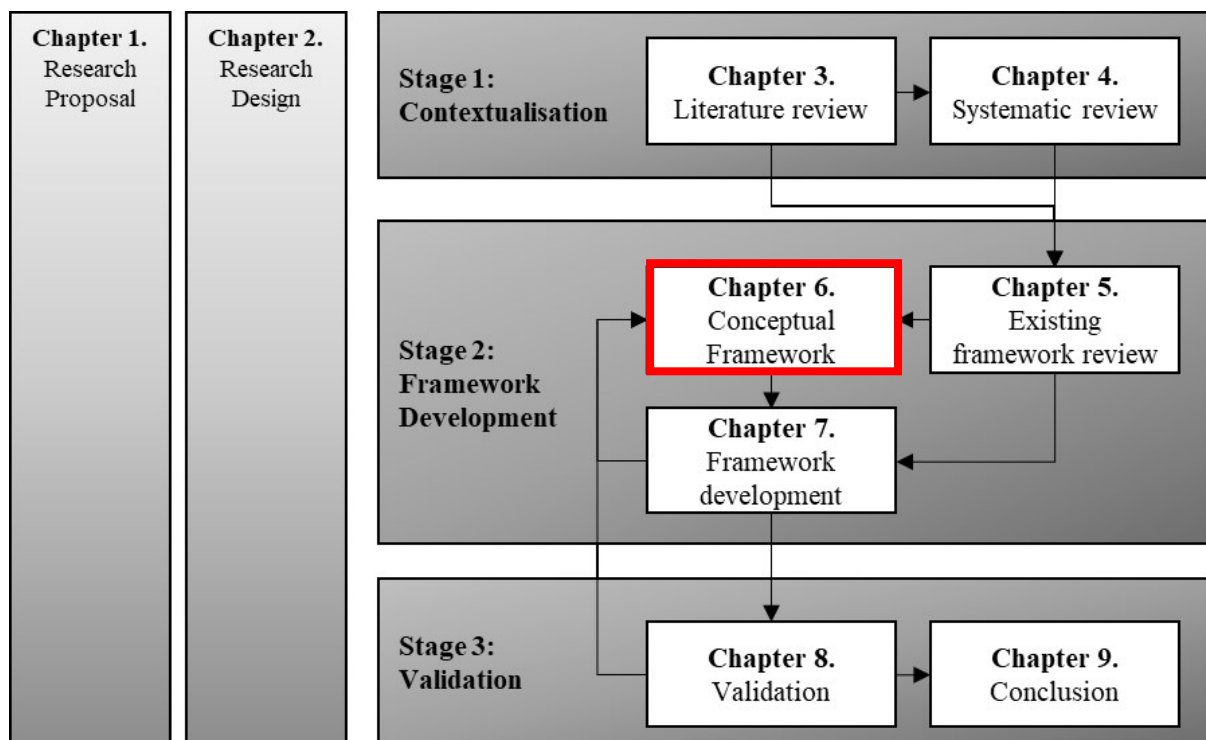 Chapter 1.
Research
Proposal
Chapter 2.
Research
Design
Stage 1:
Contextualisation
Chapter 3.
Literature review
Chapter 4.
Systematic review
Stage 2:
Framework
Development
Chapter 6.
Conceptual
Framework
Chapter 5.
Existing
framework review
Chapter 7.
Framework
development
Stage 3:
Validation
Chapter 8.
Validation
Chapter 9.
Conclusion